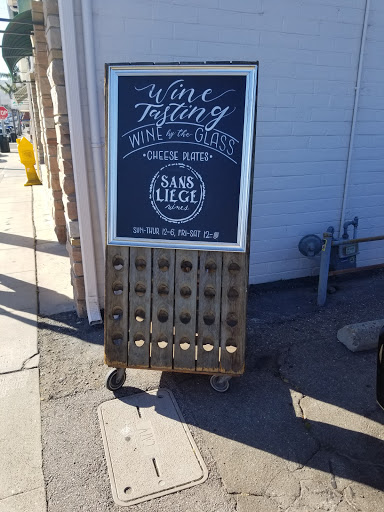 Wine
Tasting
WINE by the GLASS
• CHEESE PLATES •
SANS
LIEGE
wines
SUN-THUR 12-6, FRI-SAT 12-8